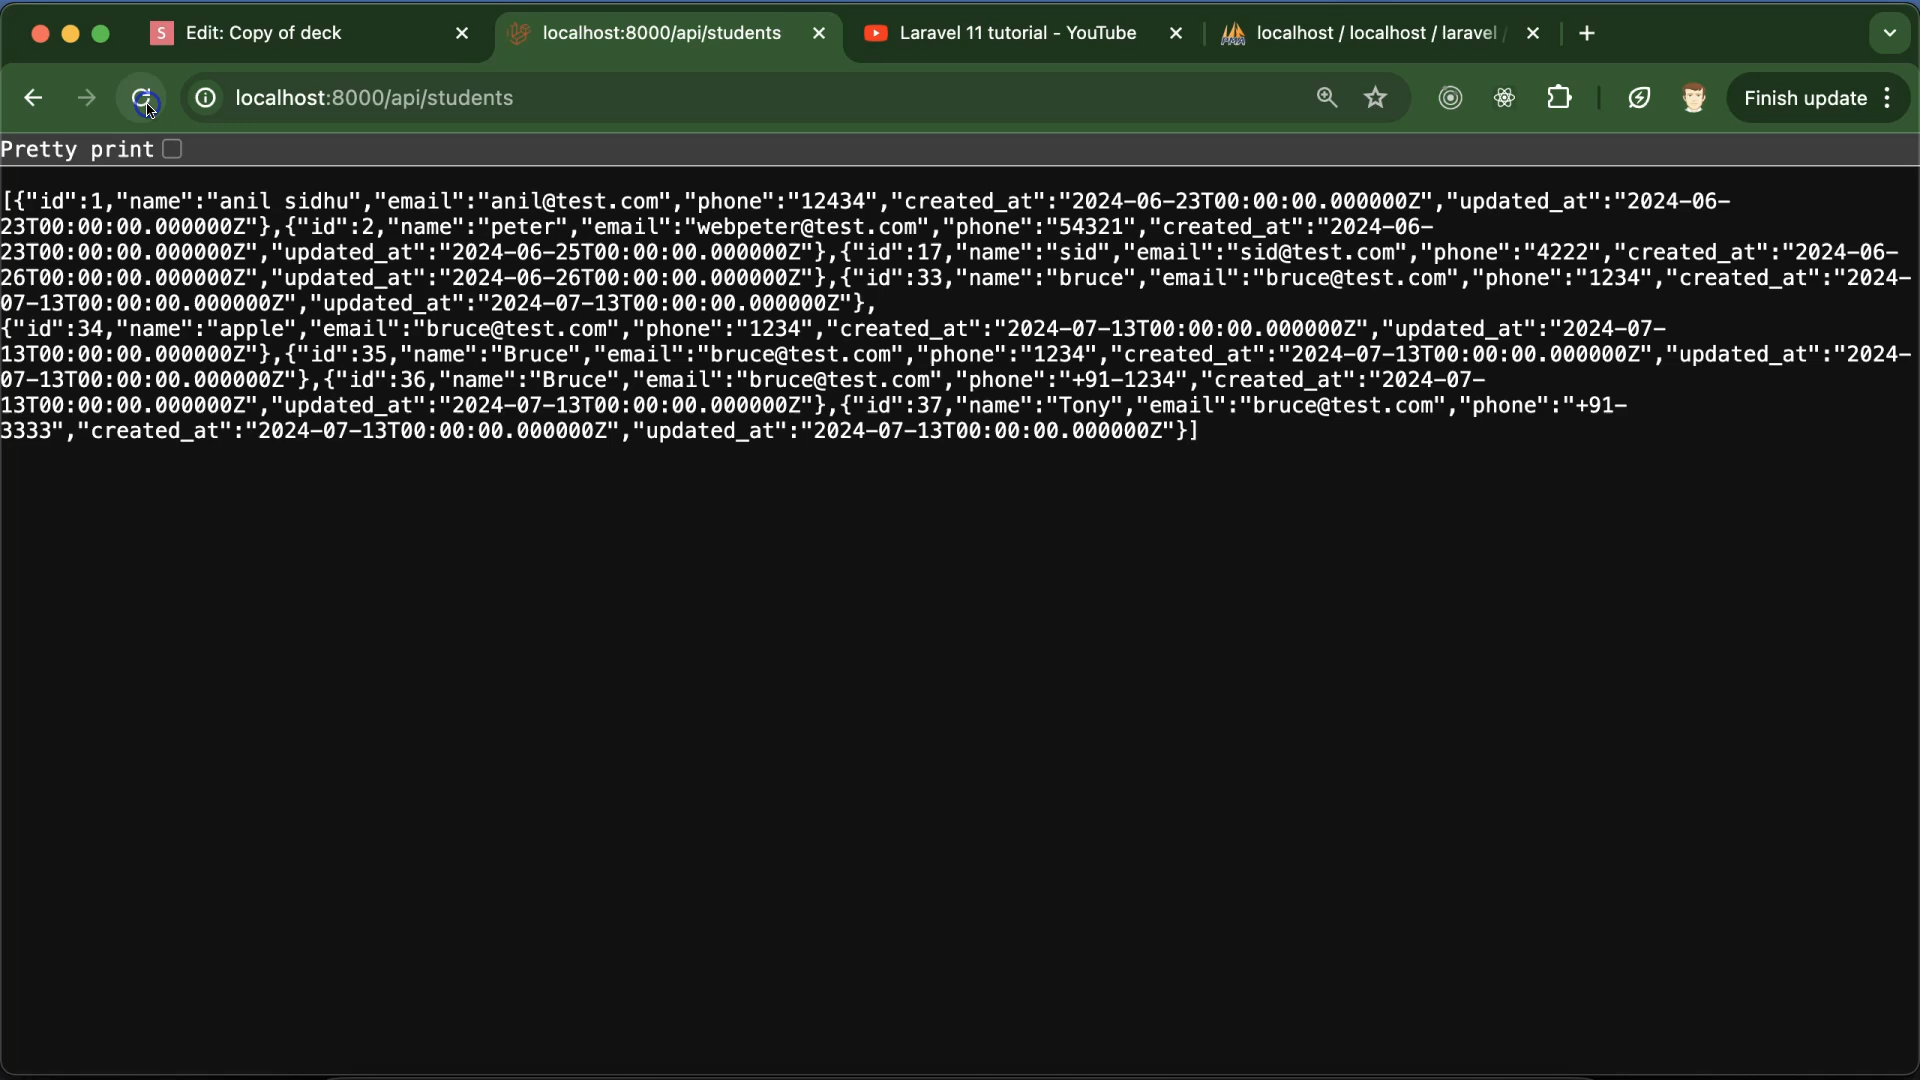 Edit: Copy of deck
localhost:8000/api/students
Laravel 11 tutorial - YouTube
localhost / localhost / laravel /
localhost:8000/api/students
Finish update
Pretty print
[{"id":1,"name":"anil sidhu","email":"anil@test.com","phone":"12434","created_at":"2024-06-23T00:00:00.000000Z","updated_at":"2024-06-
23T00:00:00.000000Z"},{"id":2,"name":"peter","email":"webpeter@test.com","phone":"54321","created_at":"2024-06-
23T00:00:00.000000Z","updated_at":"2024-06-25T00:00:00.000000Z"},{"id":17,"name":"sid","email":"sid@test.com","phone":"4222","created_at":"2024-06-
26T00:00:00.000000Z","updated_at":"2024-06-26T00:00:00.000000Z"},{"id":33,"name":"bruce","email":"bruce@test.com","phone":"1234","created_at":"2024-
07-13T00:00:00.000000Z","updated_at":"2024-07-13T00:00:00.000000Z"},
{"id":34,"name":"apple","email":"bruce@test.com","phone":"1234","created_at":"2024-07-13T00:00:00.000000Z","updated_at":"2024-07-
13T00:00:00.000000Z"},{"id":35,"name":"Bruce","email":"bruce@test.com","phone":"1234","created_at":"2024-07-13T00:00:00.000000Z","updated_at":"2024-
07-13T00:00:00.000000Z"},{"id":36,"name":"Bruce","email":"bruce@test.com","phone":"+91-1234","created_at":"2024-07-
13T00:00:00.000000Z","updated_at":"2024-07-13T00:00:00.000000Z"},{"id":37,"name":"Tony","email":"bruce@test.com","phone":"+91-
3333","created_at":"2024-07-13T00:00:00.000000Z","updated_at":"2024-07-13T00:00:00.000000Z"}]